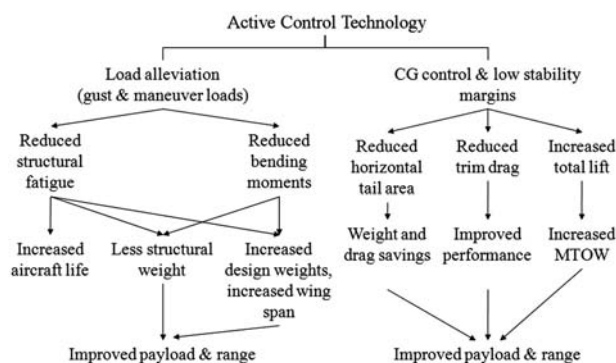 Active Control Technology
Load alleviation
(gust & maneuver loads)
CG control & low stability
margins
Reduced
structural
fatigue
Reduced
bending
moments
Reduced
horizontal
tail area
Reduced
trim drag
Increased
total lift
Increased
aircraft life
Less structural
weight
Increased
design weights,
increased wing
span
Weight and
drag savings
Improved
performance
Increased
MTOW
Improved payload & range
Improved payload & range